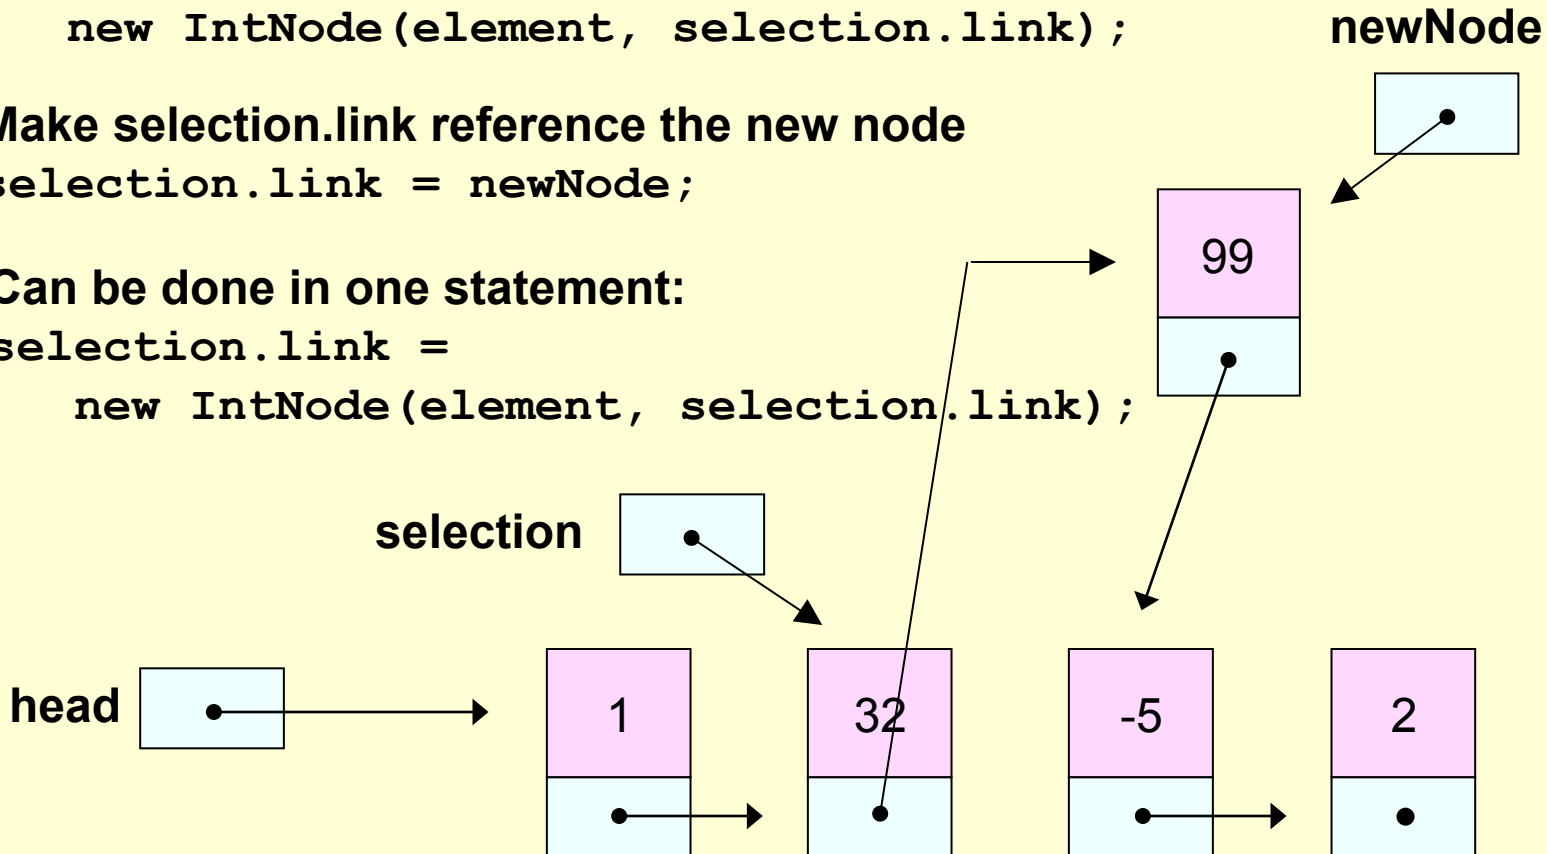 new IntNode(element, selection.link);
newNode
Make selection.link reference the new node
selection.link = newNode;
99
Can be done in one statement:
selection.link =
new IntNode(element, selection.link);
selection
head
1
32
-5
2